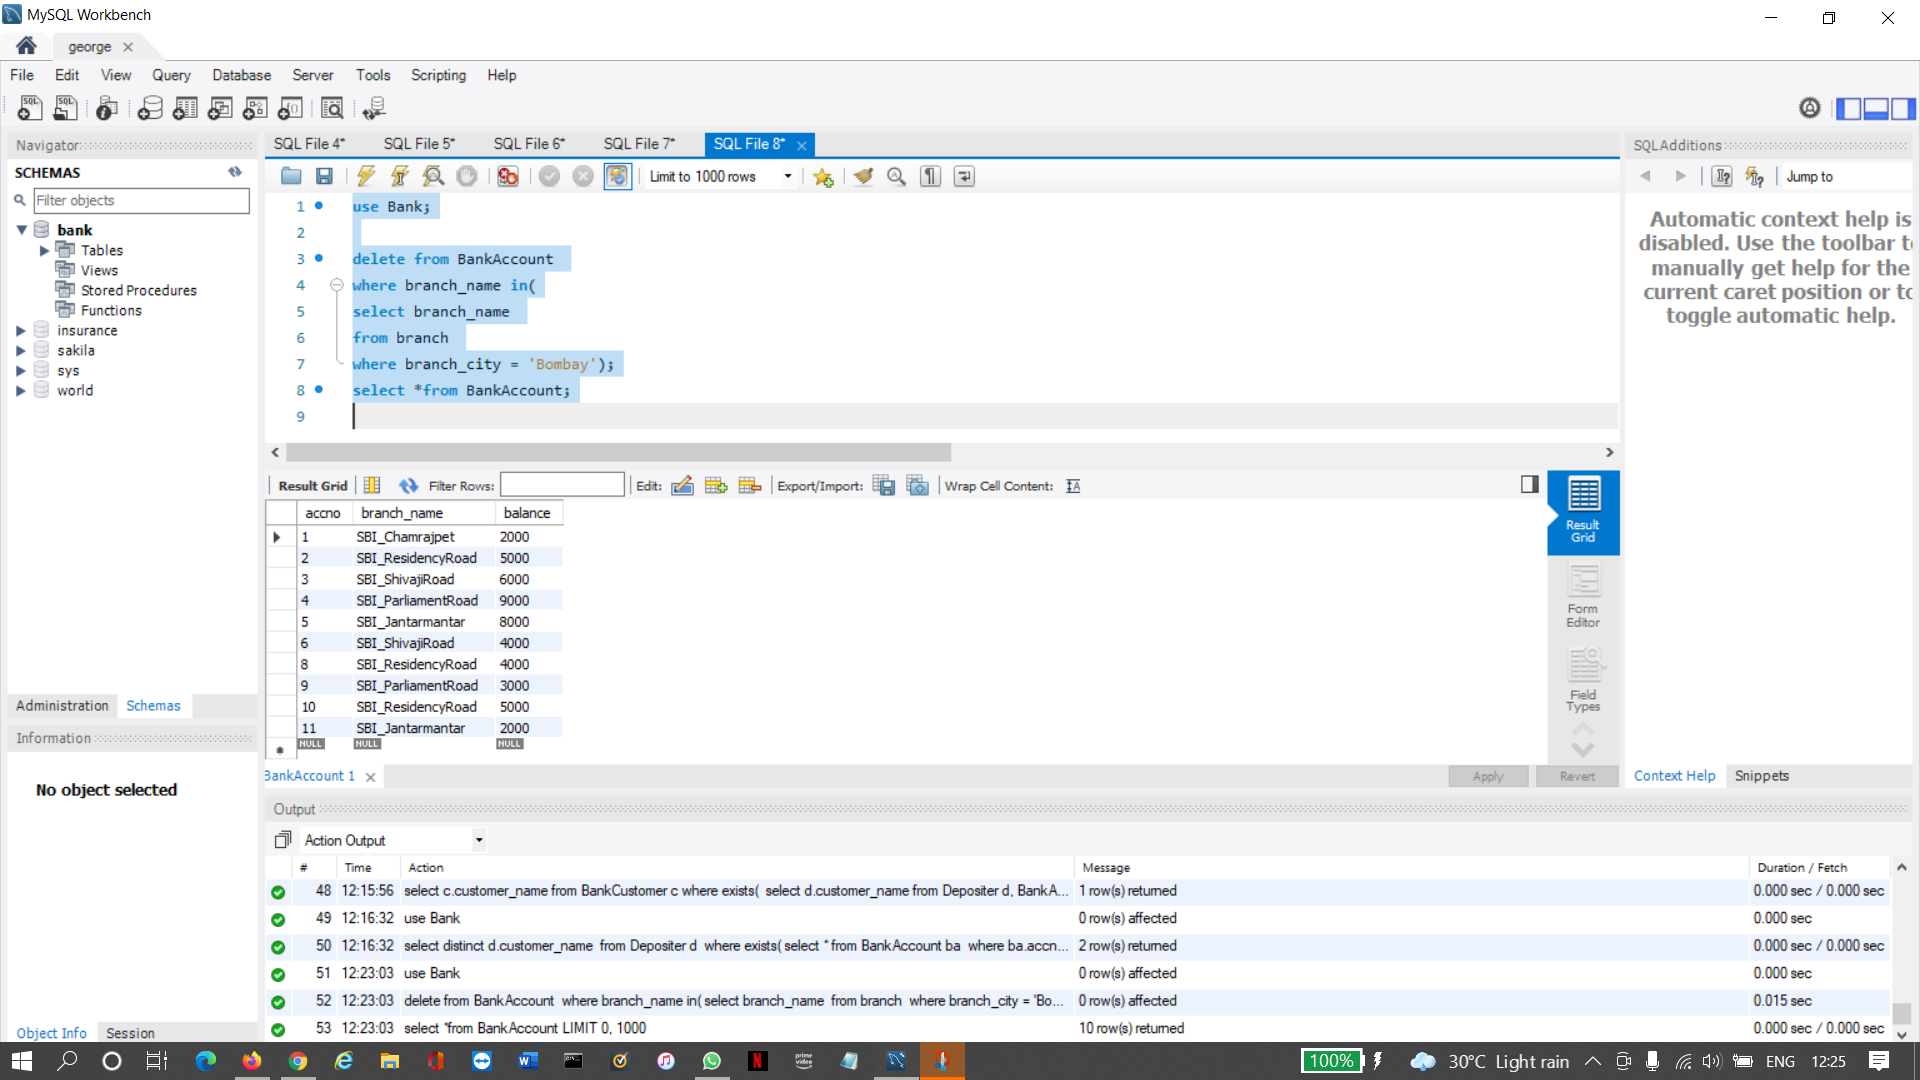 MySQL Workbench
george
File Edit View Query Database Server Tools Scripting Help
Navigator
SCHEMAS
Filter objects
bank
Tables
Views
Stored Procedures
Functions
insurance
sakila
sys
world
Administration Schemas
Information
No object selected
Object Info Session
SQL File 4* SQL File 5* SQL File 6* SQL File 7* SQL File 8*
Limit to 1000 rows
1 use Bank;
2
3 delete from BankAccount
4 where branch_name in(
5 select branch_name
6 from branch
7 where branch_city = 'Bombay');
8 select *from BankAccount;
9
Result Grid Filter Rows: Edit: Export/Import: Wrap Cell Content:
accno branch_name balance
1 SBI_Chamrajpet 2000
2 SBI_ResidencyRoad 5000
3 SBI_ShivajiRoad 6000
4 SBI_ParliamentRoad 9000
5 SBI_Jantarmantar 8000
6 SBI_ShivajiRoad 4000
8 SBI_ResidencyRoad 4000
9 SBI_ParliamentRoad 3000
10 SBI_ResidencyRoad 5000
11 SBI_Jantarmantar 2000
NULL NULL NULL
Result
Grid
Form
Editor
Field
Types
BankAccount 1
Apply Revert
SQLAdditions
Jump to
Automatic context help is
disabled. Use the toolbar t
manually get help for the
current caret position or to
toggle automatic help.
Context Help Snippets
Output
Action Output
# Time Action Message Duration / Fetch
48 12:15:56 select c.customer_name from BankCustomer c where exists( select d.customer_name from Depositer d, BankA... 1 row(s) returned 0.000 sec / 0.000 sec
49 12:16:32 use Bank 0 row(s) affected 0.000 sec
50 12:16:32 select distinct d.customer_name from Depositer d where exists( select * from BankAccount ba where ba.accn... 2 row(s) returned 0.000 sec / 0.000 sec
51 12:23:03 use Bank 0 row(s) affected 0.000 sec
52 12:23:03 delete from BankAccount where branch_name in( select branch_name from branch where branch_city = 'Bo... 0 row(s) affected 0.015 sec
53 12:23:03 select *from BankAccount LIMIT 0, 1000 10 row(s) returned 0.000 sec / 0.000 sec
100% 30°C Light rain ENG 12:25